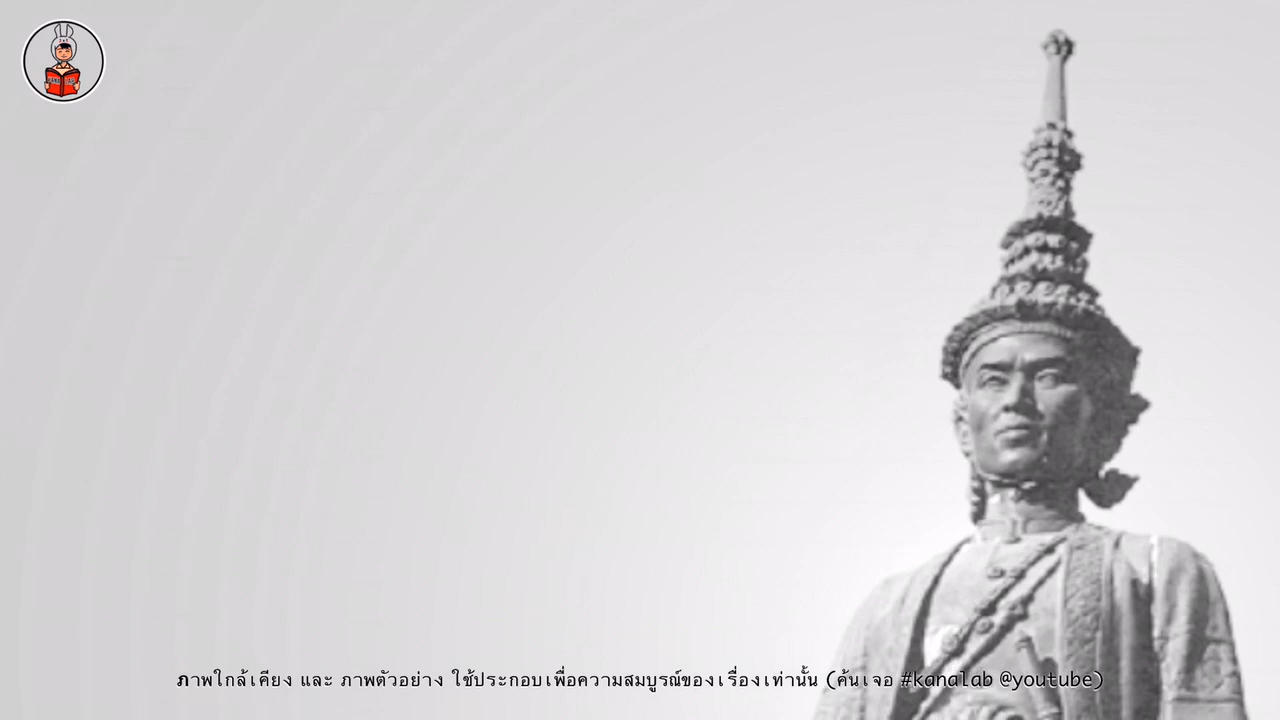 ภาพใกล้เคียง และ ภาพตัวอย่าง ใช้ประกอบเพื่อความสมบูรณ์ของเรื่องเท่านั้น (ค้นเจอ #kanalab @youtube)